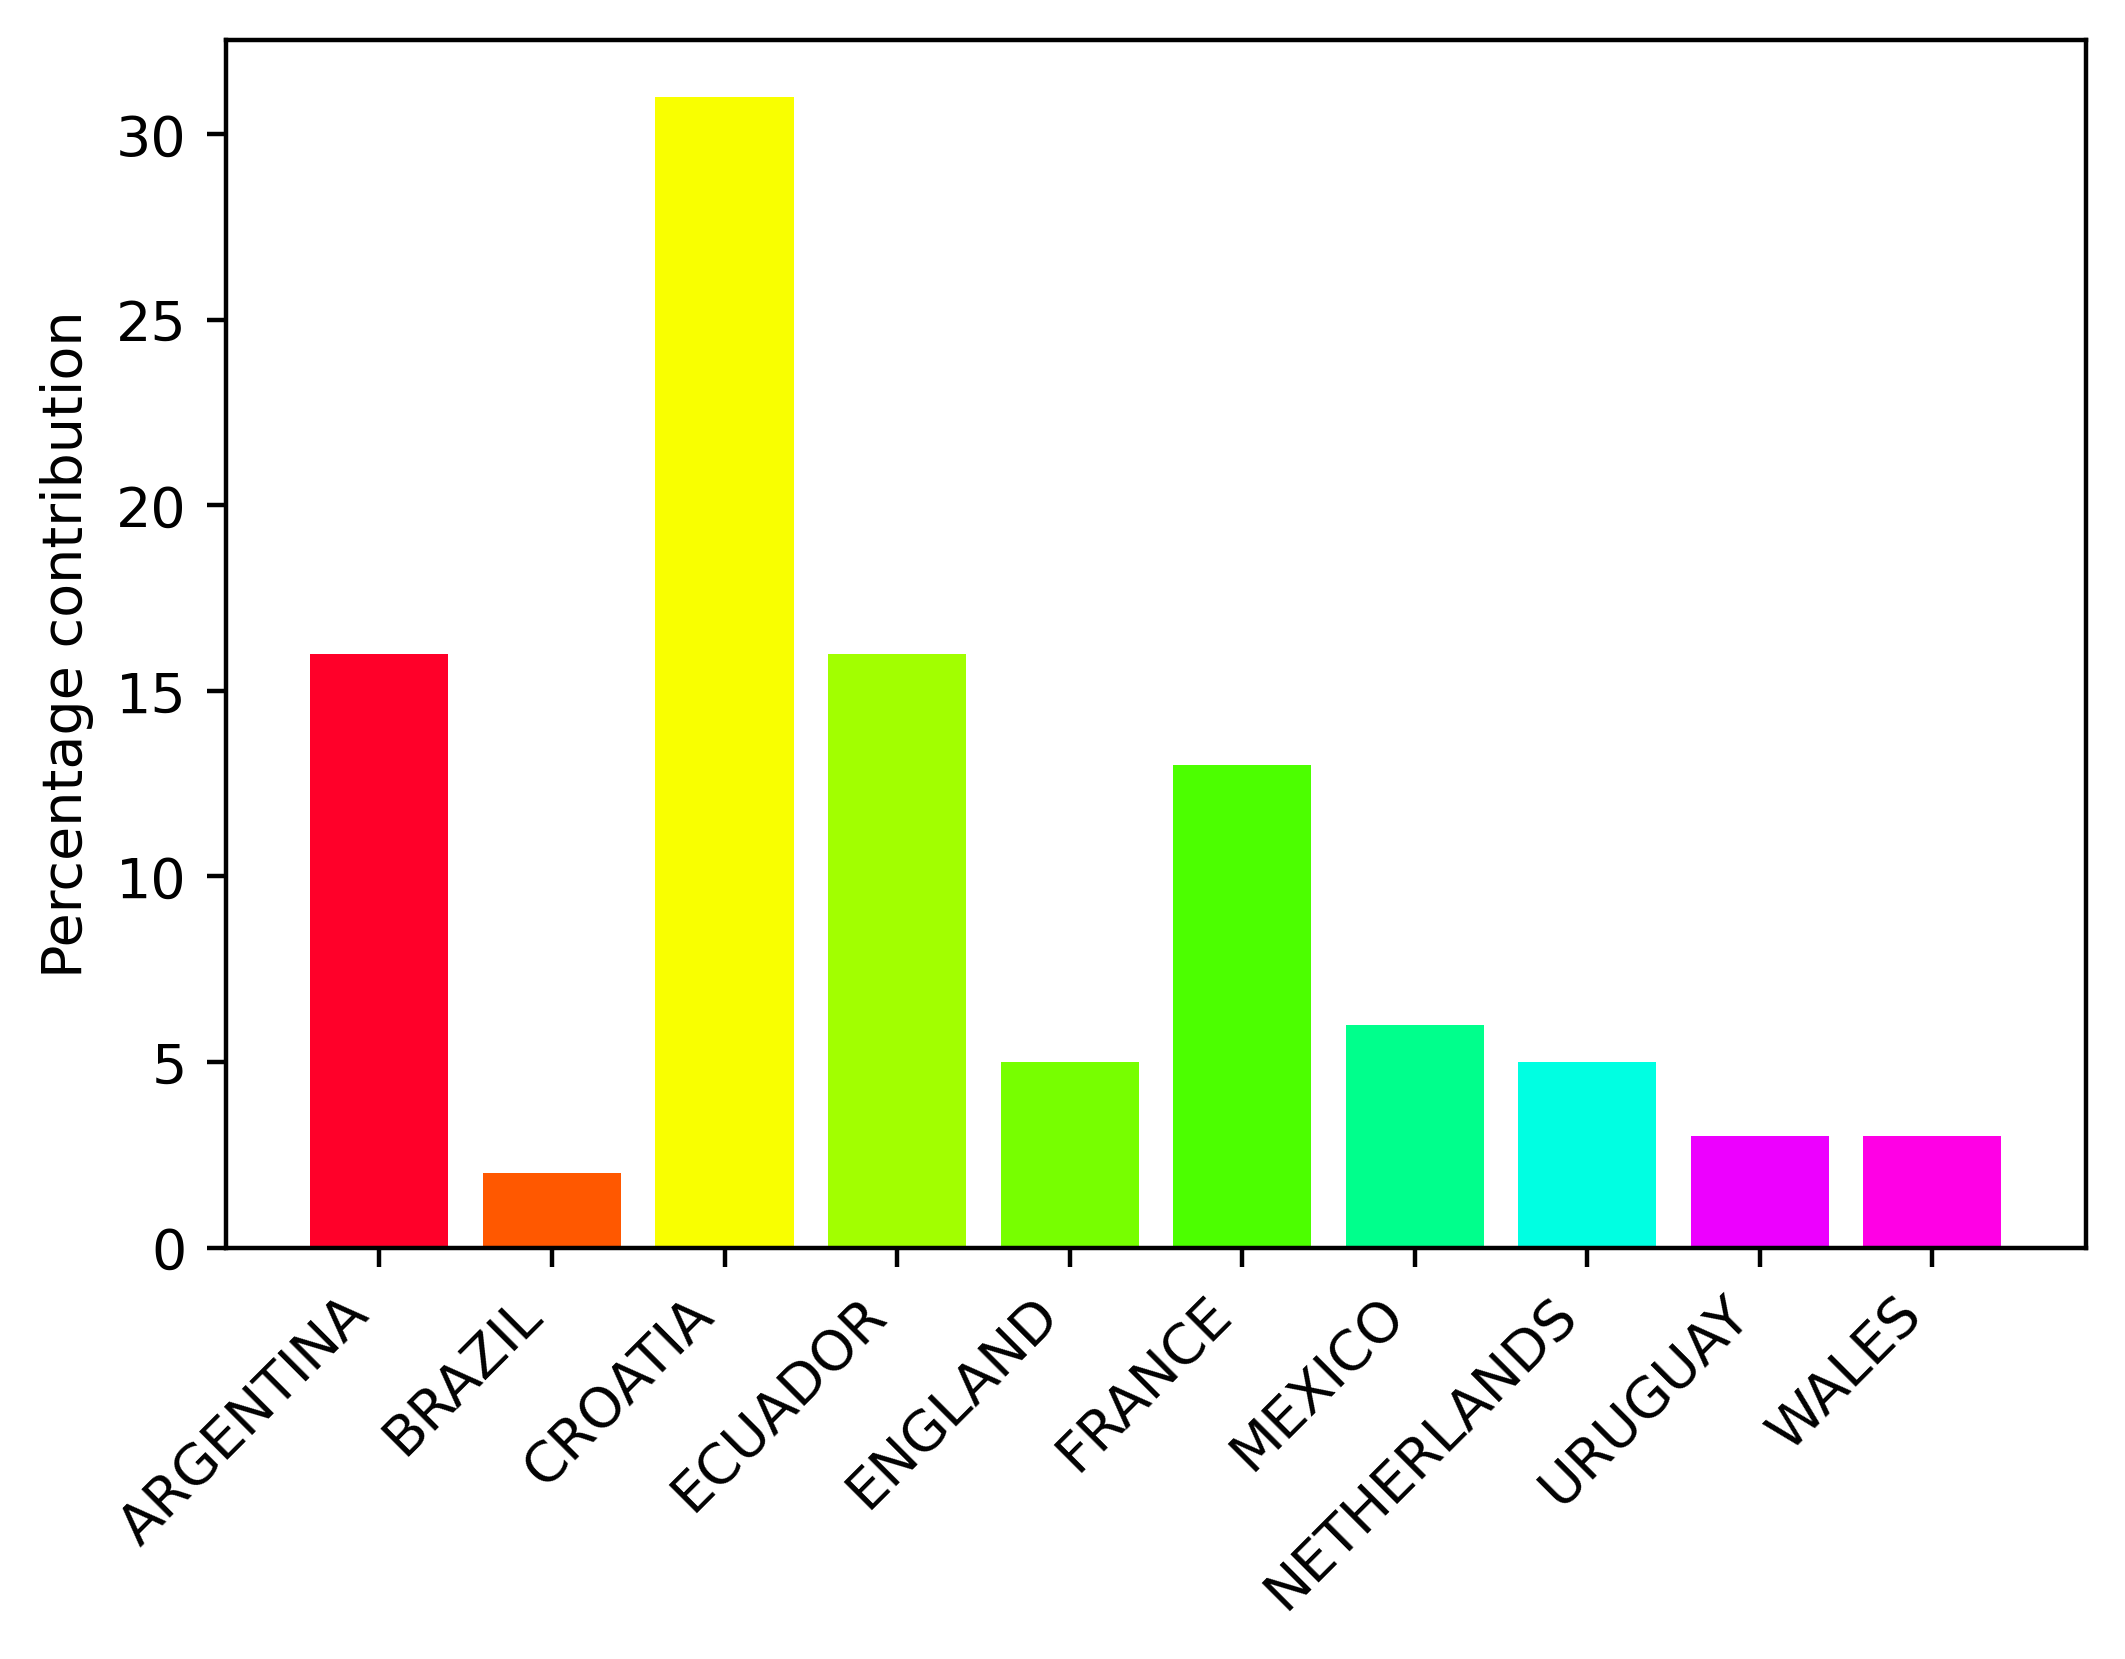 Percentage contribution
30
25
20
15
10
5
0
ARGENTINA
BRAZIL
CROATIA
ECUADOR
ENGLAND
FRANCE
MEXICO
NETHERLANDS
URUGUAY
WALES